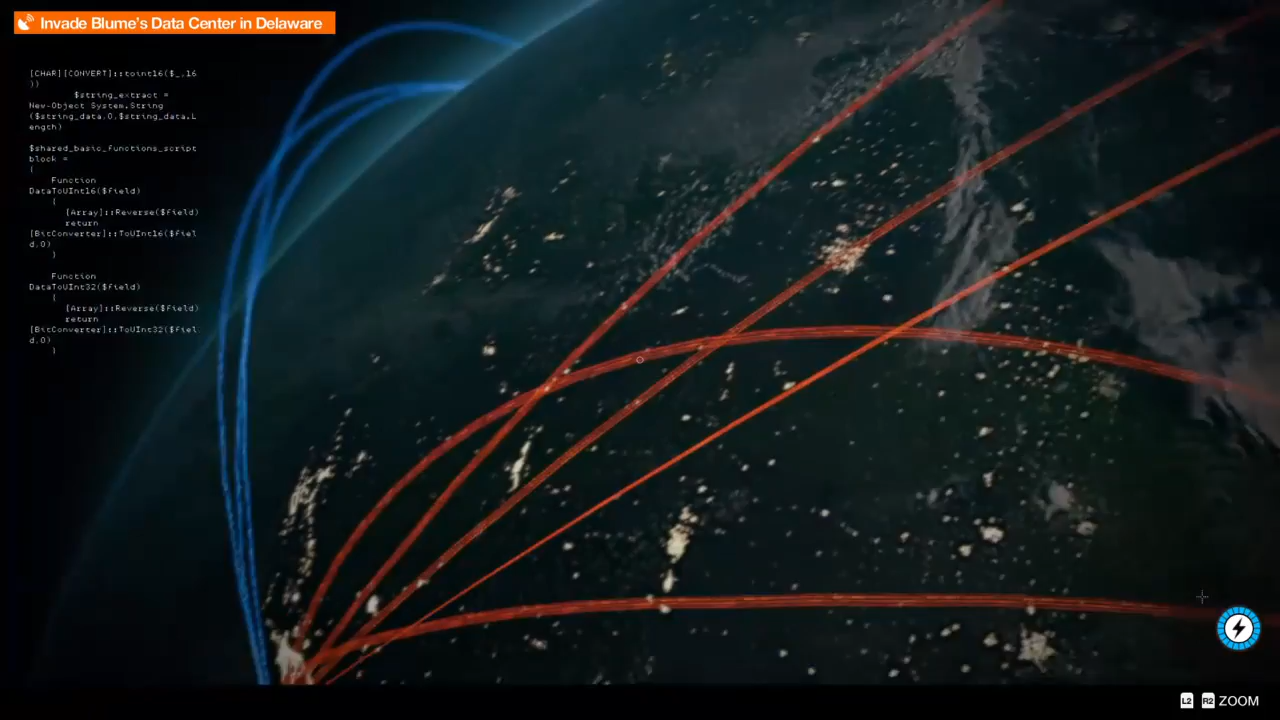 Invade Blume's Data Center in Delaware
[CHAR][CONVERT]::toint16($_,16
))
$string_extract =
New-Object System.String
($string_data,0,$string_data.L
ength)
$shared_basic_functions_script
block =
{
Function
DataToUInt16($field)
{
[Array]::Reverse($field)
return
[BitConverter]::ToUInt16($fiel
d,0)
}
Function
DataToUInt32($field)
{
[Array]::Reverse($field)
return
[BitConverter]::ToUInt32($fiel
d,0)
}
L2 R2 ZOOM